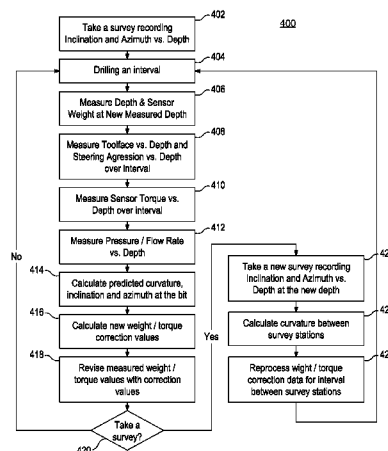 402
400
Take a survey recording
Inclination and Azimuth vs. Depth
404
Drilling an interval
406
Measure Depth & Sensor
Weight at New Measured Depth
408
Measure Toolface vs. Depth and
Steering Agression vs. Depth
over Interval
410
Measure Sensor Torque vs.
Depth over interval
412
Measure Pressure / Flow Rate
vs. Depth
No
414
Calculate predicted curvature,
inclination and azimuth at the bit
416
Calculate new weight / torque
correction values
418
Revise measured weight /
torque values with correction
values
Take a
survey?
420
Yes
42
Take a new survey recording
Inclination and Azimuth vs.
Depth at the new depth
42
Calculate curvature between
survey stations
42
Reprocess wight / torque
correction data for interval
between survey stations